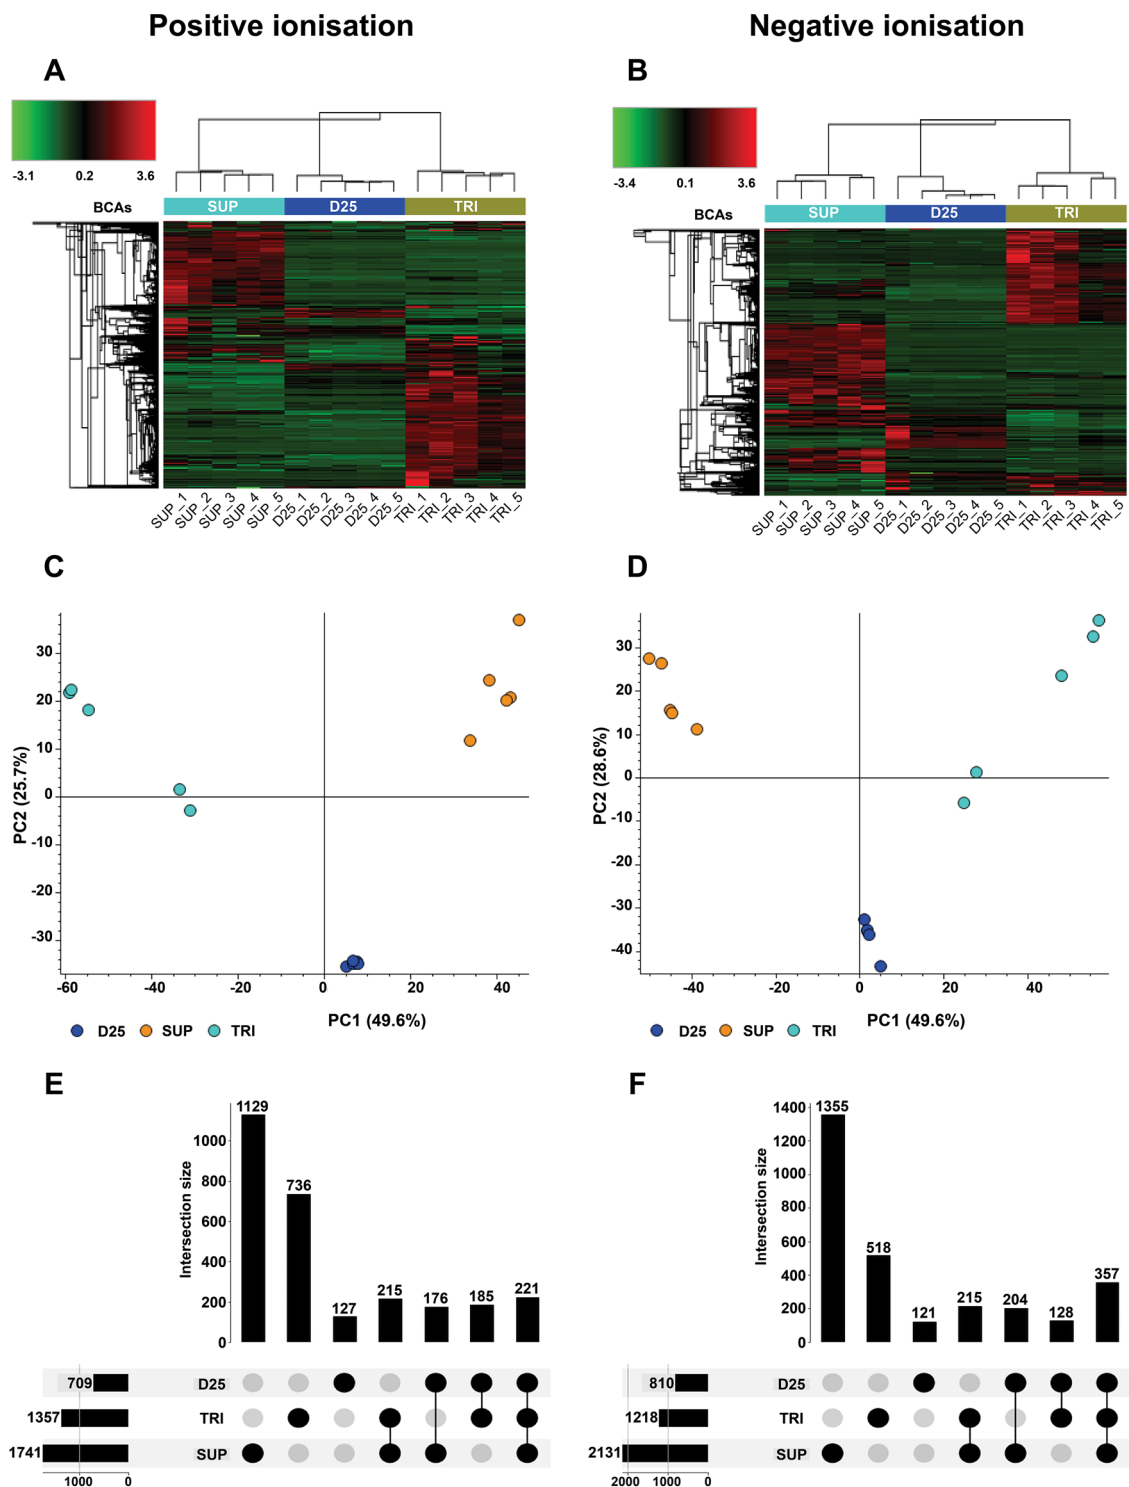 Positive ionisation
Negative ionisation
A
-3.1 0.2 3.6
BCAs
SUP D25 TRI
SUP_1 SUP_2 SUP_3 SUP_4 SUP_5 D25_1 D25_2 D25_3 D25_4 D25_5 TRI_1 TRI_2 TRI_3 TRI_4 TRI_5
B
-3.4 0.1 3.6
BCAs
SUP D25 TRI
SUP_1 SUP_2 SUP_3 SUP_4 SUP_5 D25_1 D25_2 D25_3 D25_4 D25_5 TRI_1 TRI_2 TRI_3 TRI_4 TRI_5
C
PC2 (25.7%)
30
20
10
0
-10
-20
-30
-60 -40 -20 0 20 40
PC1 (49.6%)
D25 SUP TRI
D
PC2 (28.6%)
30
20
10
0
-10
-20
-30
-40
-40 -20 0 20 40
PC1 (49.6%)
D25 SUP TRI
E
Intersection size
1000
800
600
400
200
0
1129 736 127 215 176 185 221
709 D25
1357 TRI
1741 SUP
1000 0
F
Intersection size
1400
1200
1000
800
600
400
200
0
1355 518 121 215 204 128 357
810 D25
1218 TRI
2131 SUP
2000 1000 0